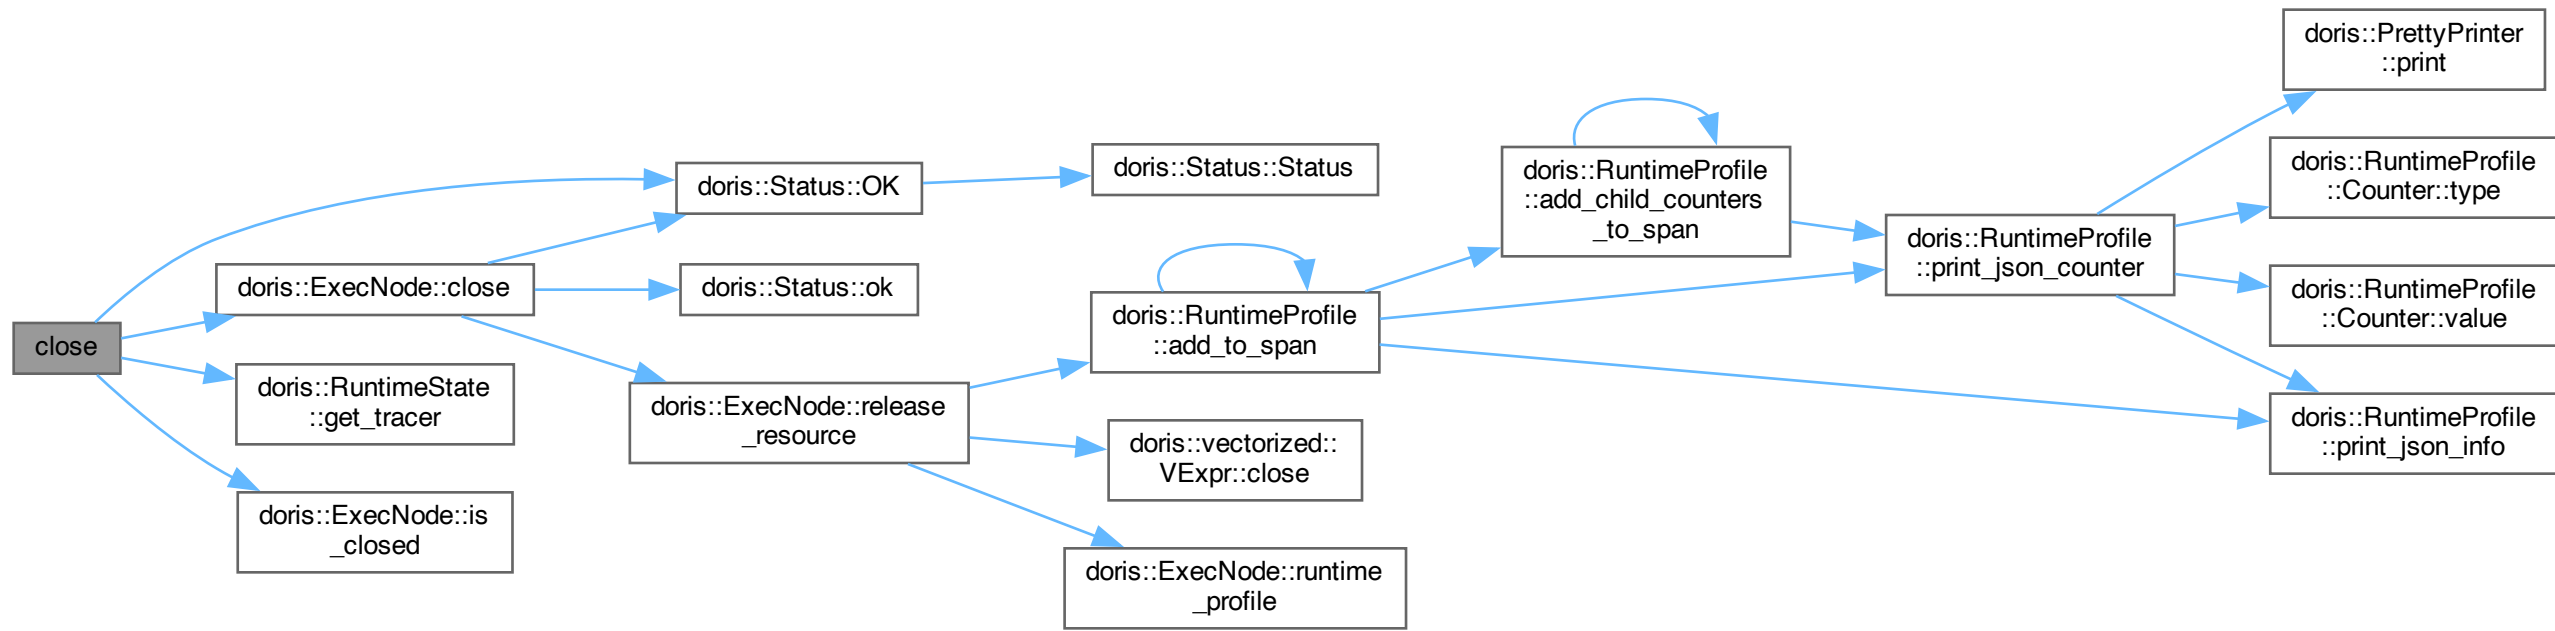 close
doris::Status::OK
doris::ExecNode::close
doris::RuntimeState
::get_tracer
doris::ExecNode::is
_closed
doris::Status::Status
doris::Status::ok
doris::ExecNode::release
_resource
doris::RuntimeProfile
::add_to_span
doris::vectorized::
VExpr::close
doris::ExecNode::runtime
_profile
doris::RuntimeProfile
::add_child_counters
_to_span
doris::RuntimeProfile
::print_json_counter
doris::PrettyPrinter
::print
doris::RuntimeProfile
::Counter::type
doris::RuntimeProfile
::Counter::value
doris::RuntimeProfile
::print_json_info